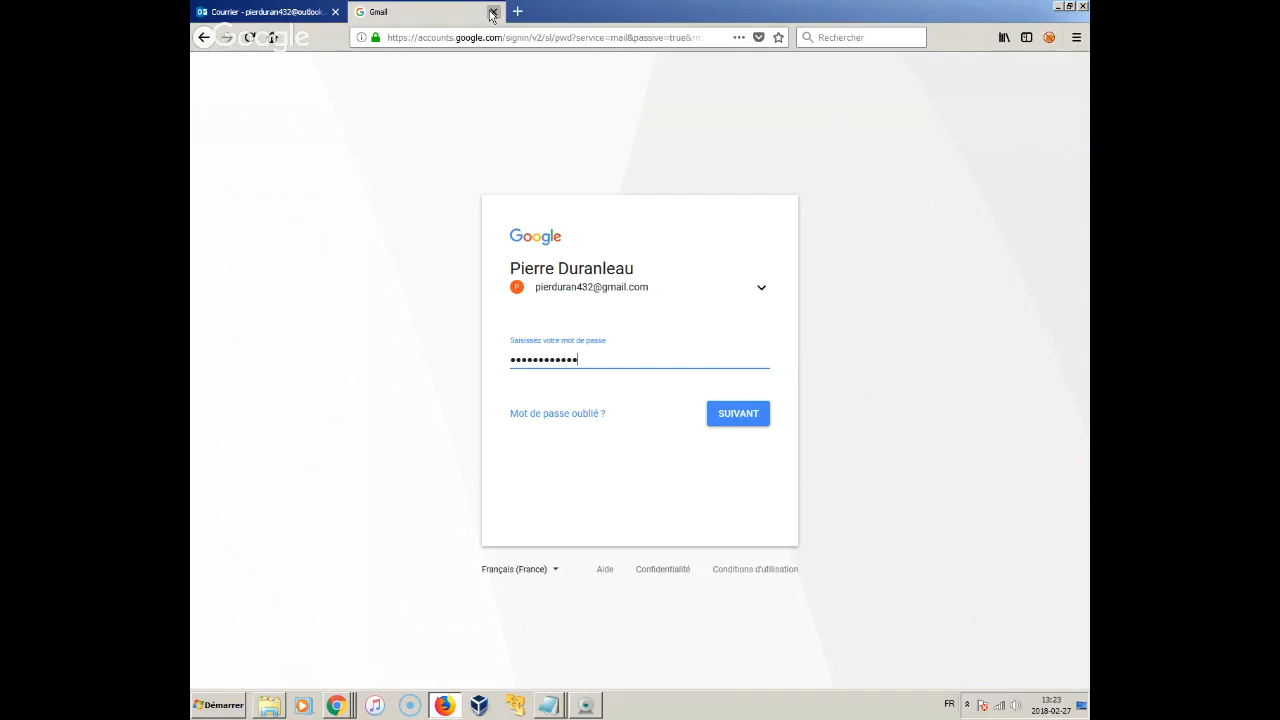 Courrier - pierduran432@outlook
Gmail
Google
https://accounts.google.com/signin/v2/sl/pwd?service=mail&passive=true&r
Rechercher
Google
Pierre Duranleau
P pierduran432@gmail.com
Saisissez votre mot de passe
••••••••••••
Mot de passe oublié ?
SUIVANT
Français (France)
Aide
Confidentialité
Conditions d'utilisation
Démarrer
FR
13:23
2018-02-27